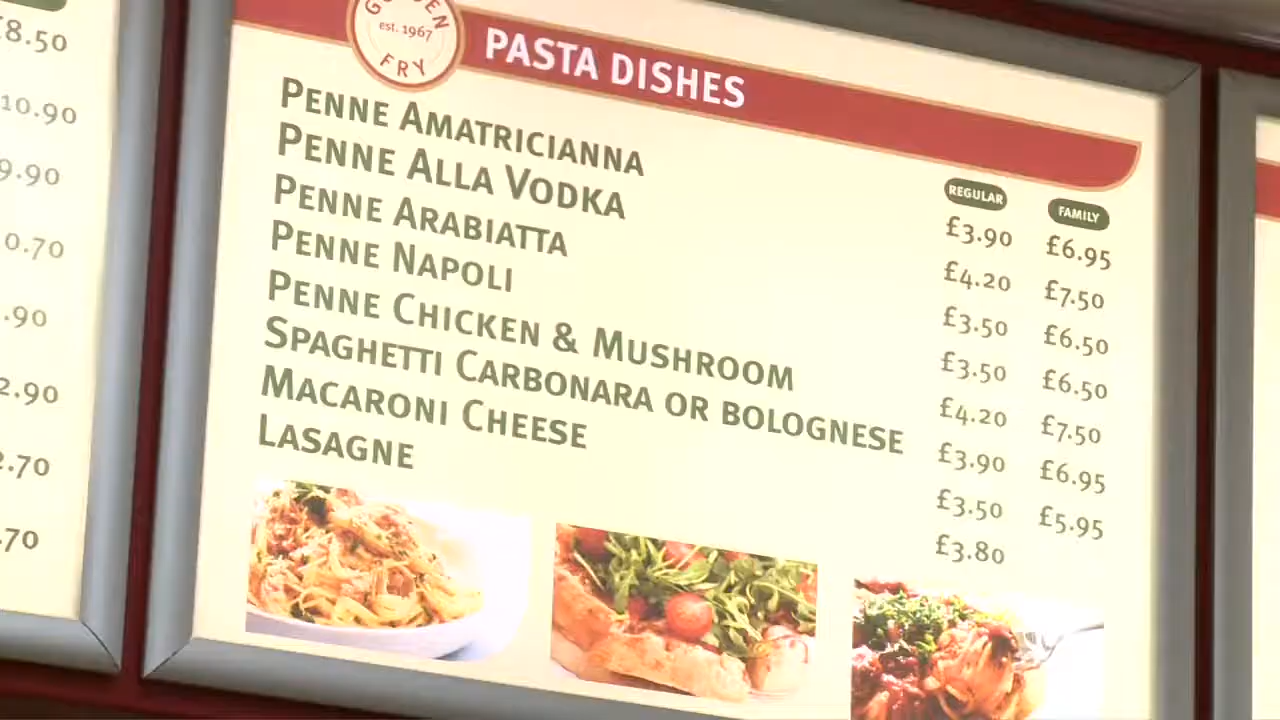 £8.50
10.90
9.90
0.70
.90
2.90
2.70
.70
GOLDEN
est. 1967
FRY
PASTA DISHES
REGULAR FAMILY
PENNE AMATRICIANNA £3.90 £6.95
PENNE ALLA VODKA £4.20 £7.50
PENNE ARABIATTA £3.50 £6.50
PENNE NAPOLI £3.50 £6.50
PENNE CHICKEN & MUSHROOM £4.20 £7.50
SPAGHETTI CARBONARA OR BOLOGNESE £3.90 £6.95
MACARONI CHEESE £3.50 £5.95
LASAGNE £3.80